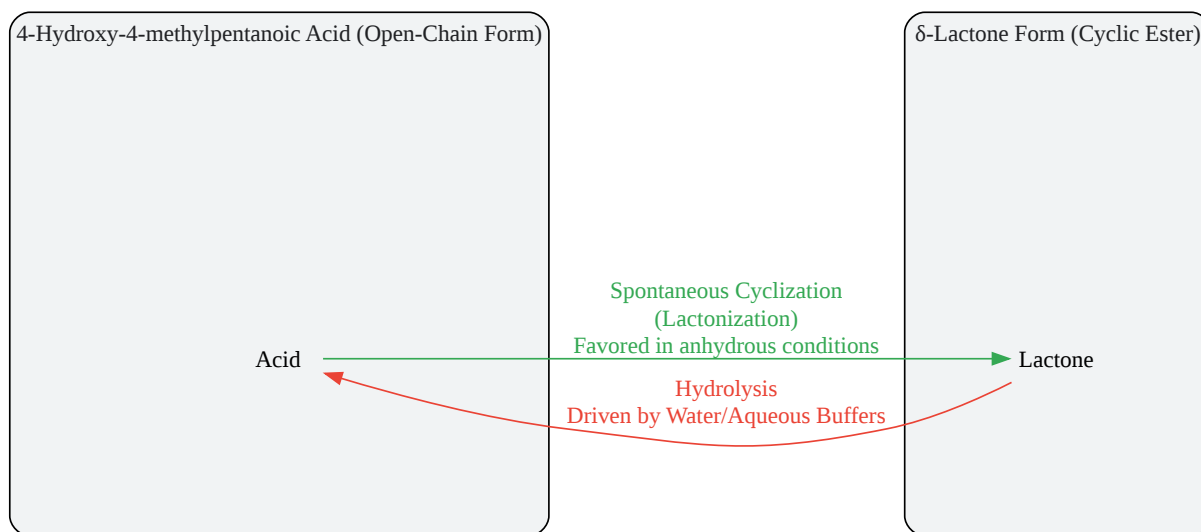 4-Hydroxy-4-methylpentanoic Acid (Open-Chain Form)
δ-Lactone Form (Cyclic Ester)
Spontaneous Cyclization
(Lactonization)
Favored in anhydrous conditions
Acid
Lactone
Hydrolysis
Driven by Water/Aqueous Buffers